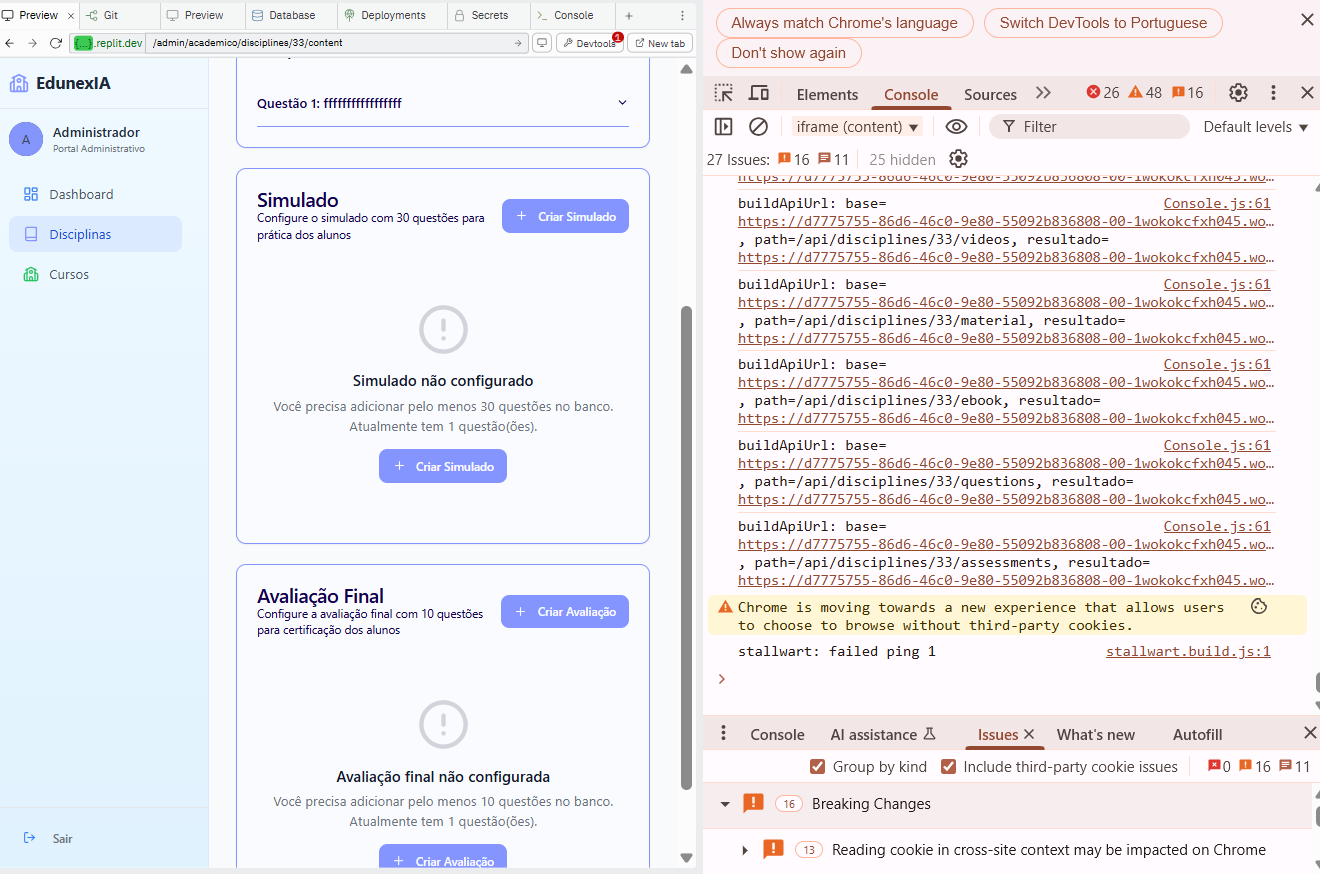 Preview
Git
Preview
Database
Deployments
Secrets
Console
.replit.dev
/admin/academico/disciplines/33/content
Devtools
1
New tab
EdunexIA
A
Administrador
Portal Administrativo
Dashboard
Disciplinas
Cursos
Sair
Questão 1: fffffffffffffffff
Simulado
Configure o simulado com 30 questões para
prática dos alunos
+ Criar Simulado
Simulado não configurado
Você precisa adicionar pelo menos 30 questões no banco.
Atualmente tem 1 questão(ões).
+ Criar Simulado
Avaliação Final
Configure a avaliação final com 10 questões
para certificação dos alunos
+ Criar Avaliação
Avaliação final não configurada
Você precisa adicionar pelo menos 10 questões no banco.
Atualmente tem 1 questão(ões).
+ Criar Avaliação
Always match Chrome's language
Switch DevTools to Portuguese
Don't show again
Elements
Console
Sources
26
48
16
iframe (content)
Filter
Default levels
27 Issues: 16 11
25 hidden
https://d7775755-86d6-46c0-9e80-55092b836808-00-1wokokcfxh045.wo…
buildApiUrl: base= Console.js:61
https://d7775755-86d6-46c0-9e80-55092b836808-00-1wokokcfxh045.wo…
, path=/api/disciplines/33/videos, resultado=
https://d7775755-86d6-46c0-9e80-55092b836808-00-1wokokcfxh045.wo…
buildApiUrl: base= Console.js:61
https://d7775755-86d6-46c0-9e80-55092b836808-00-1wokokcfxh045.wo…
, path=/api/disciplines/33/material, resultado=
https://d7775755-86d6-46c0-9e80-55092b836808-00-1wokokcfxh045.wo…
buildApiUrl: base= Console.js:61
https://d7775755-86d6-46c0-9e80-55092b836808-00-1wokokcfxh045.wo…
, path=/api/disciplines/33/ebook, resultado=
https://d7775755-86d6-46c0-9e80-55092b836808-00-1wokokcfxh045.wo…
buildApiUrl: base= Console.js:61
https://d7775755-86d6-46c0-9e80-55092b836808-00-1wokokcfxh045.wo…
, path=/api/disciplines/33/questions, resultado=
https://d7775755-86d6-46c0-9e80-55092b836808-00-1wokokcfxh045.wo…
buildApiUrl: base= Console.js:61
https://d7775755-86d6-46c0-9e80-55092b836808-00-1wokokcfxh045.wo…
, path=/api/disciplines/33/assessments, resultado=
https://d7775755-86d6-46c0-9e80-55092b836808-00-1wokokcfxh045.wo…
Chrome is moving towards a new experience that allows users
to choose to browse without third-party cookies.
stallwart: failed ping 1 stallwart.build.js:1
Console
AI assistance
Issues
What's new
Autofill
Group by kind
Include third-party cookie issues
0 16 11
16 Breaking Changes
13 Reading cookie in cross-site context may be impacted on Chrome